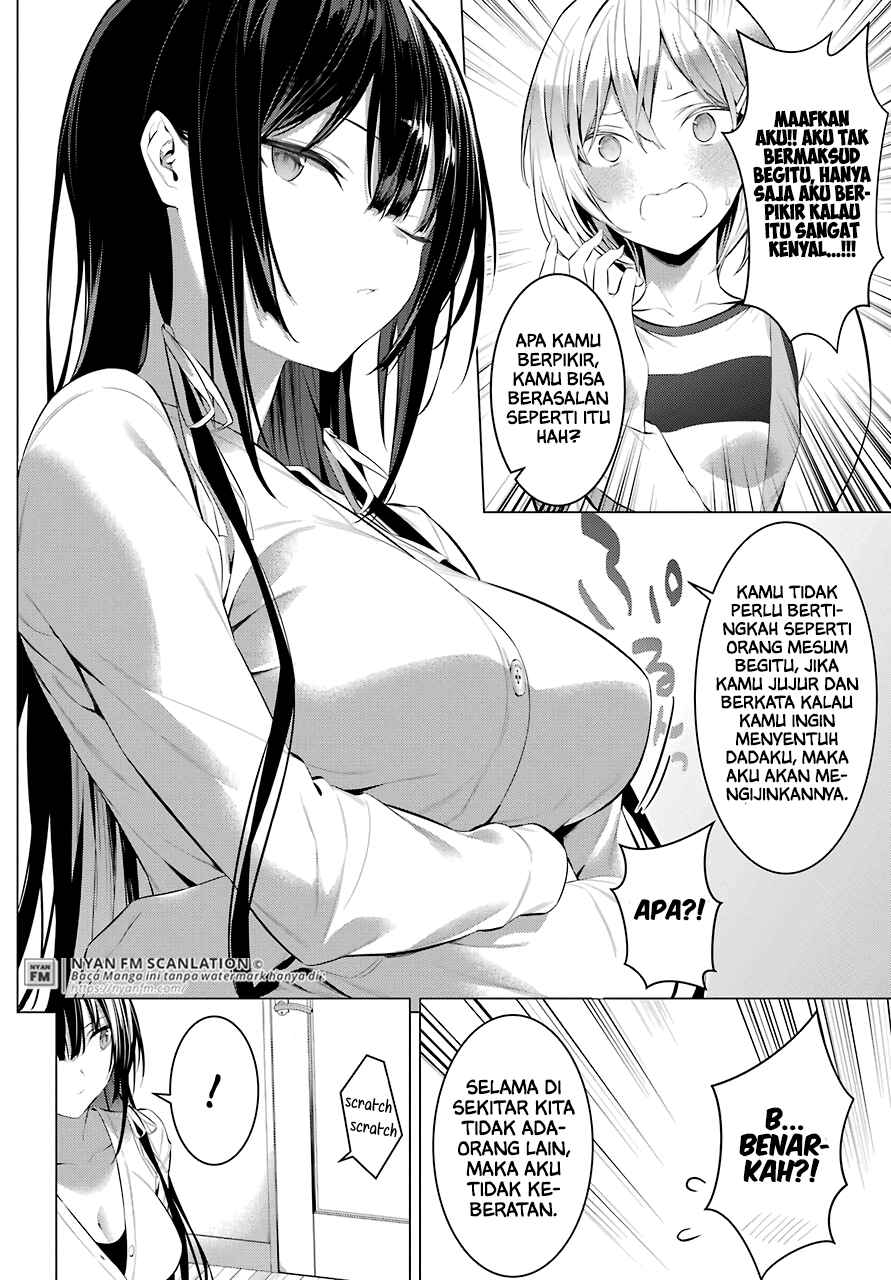 MAAFKAN
AKU!! AKU TAK
BERMAKSUD
BEGITU, HANYA
SAJA AKU BER-
PIKIR KALAU
ITU SANGAT
KENYAL...!!!
APA KAMU
BERPIKIR,
KAMU BISA
BERASALAN
SEPERTI ITU
HAH?
KAMU TIDAK
PERLU BERTI-
NGKAH SEPERTI
ORANG MESUM
BEGITU, JIKA
KAMU JUJUR DAN
BERKATA KALAU
KAMU INGIN
MENYENTUH
DADAKU, MAKA
AKU AKAN ME-
NGIJINKANNYA.
APA?!
NYAN
FM
NYAN FM SCANLATION ©
Baca Manga ini tanpa watermark hanya di :
https://nyanfm.com/
B...
BENAR-
KAH?!
SELAMA DI
SEKITAR KITA
TIDAK ADA-
ORANG LAIN,
MAKA AKU
TIDAK KE-
BERATAN.
scratch
scratch
!